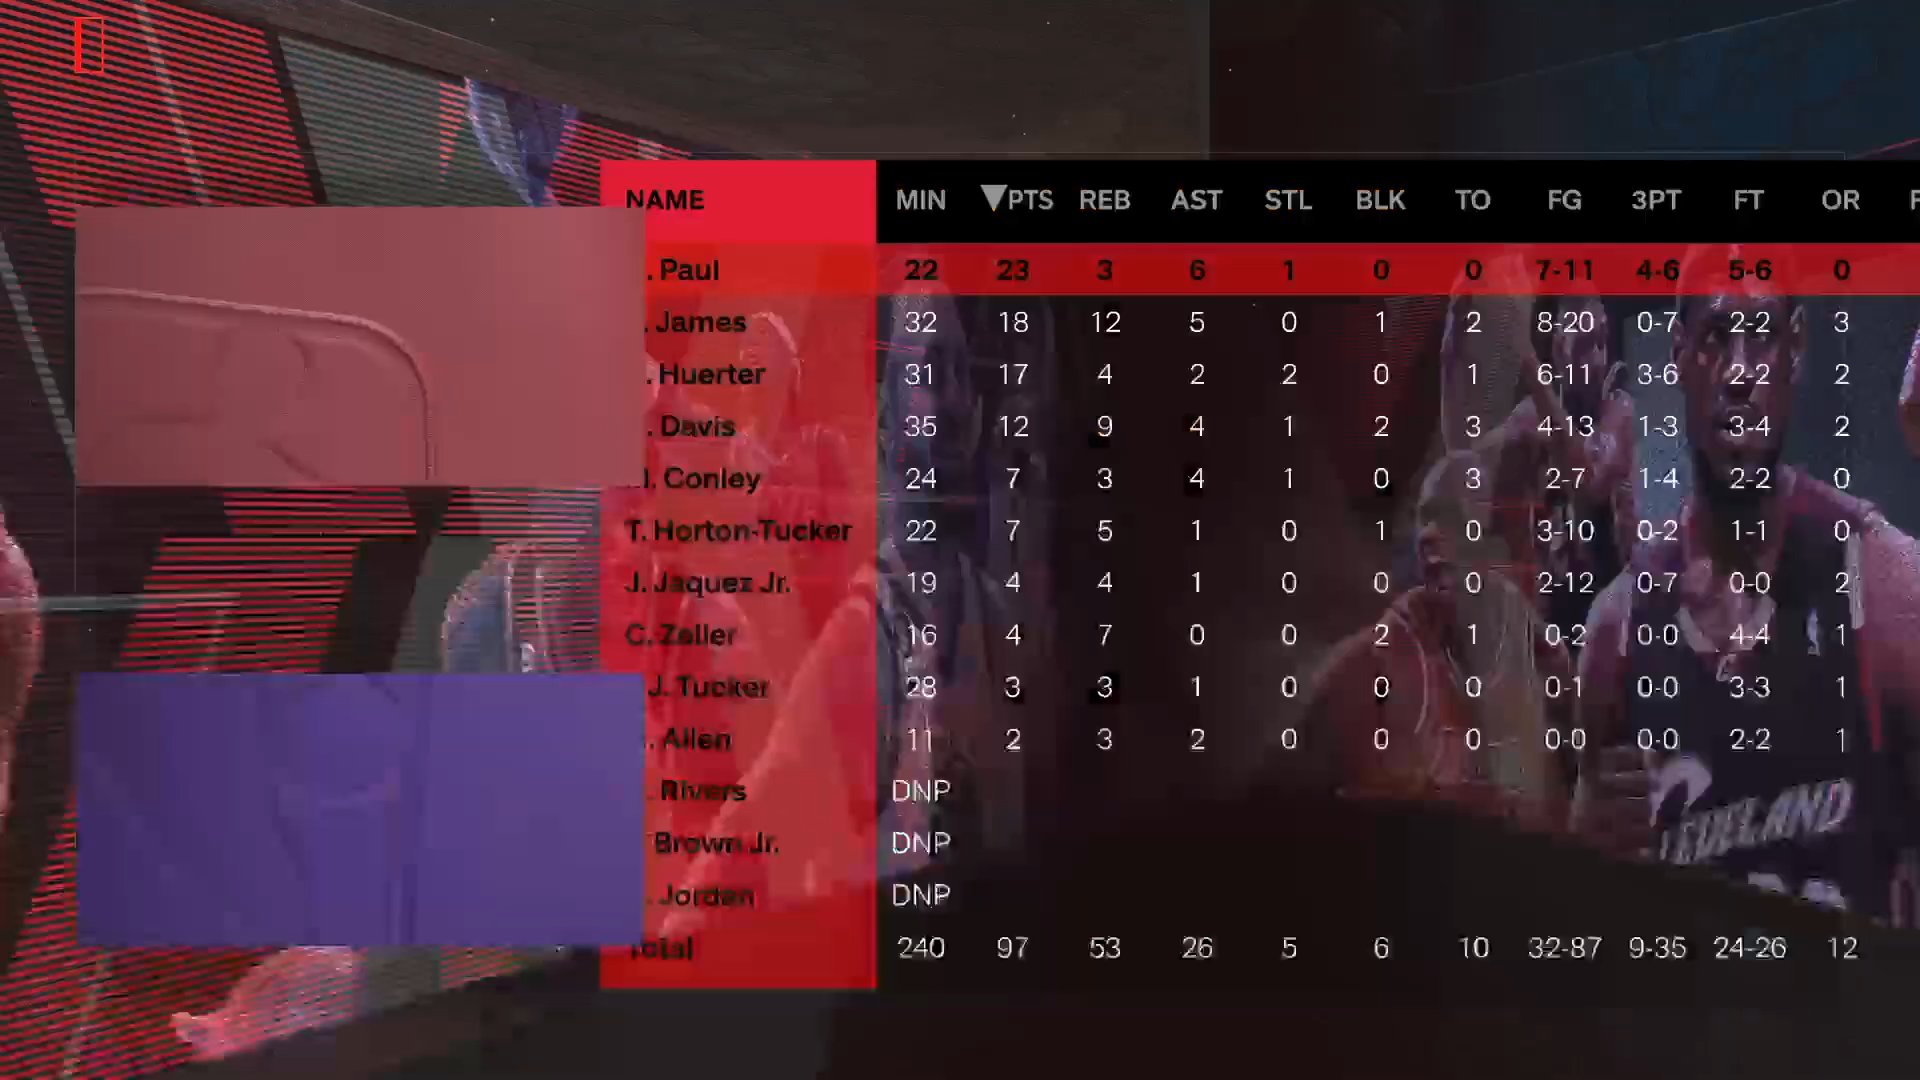 NAME MIN ▼PTS REB AST STL BLK TO FG 3PT FT OR
. Paul 22 23 3 6 1 0 0 7-11 4-6 5-6 0
. James 32 18 12 5 0 1 2 8-20 0-7 2-2 3
. Huerter 31 17 4 2 2 0 1 6-11 3-6 2-2 2
. Davis 35 12 9 4 1 2 3 4-13 1-3 3-4 2
. Conley 24 7 3 4 1 0 3 2-7 1-4 2-2 0
T. Horton-Tucker 22 7 5 1 0 1 0 3-10 0-2 1-1 0
J. Jaquez Jr. 19 4 4 1 0 0 0 2-12 0-7 0-0 2
C. Zeller 16 4 7 0 0 2 1 0-2 0-0 4-4 1
J. Tucker 28 3 3 1 0 0 0 0-1 0-0 3-3 1
. Allen 11 2 3 2 0 0 0 0-0 0-0 2-2 1
. Rivers DNP
Brown Jr. DNP
. Jordan DNP
Total 240 97 53 26 5 6 10 32-87 9-35 24-26 12